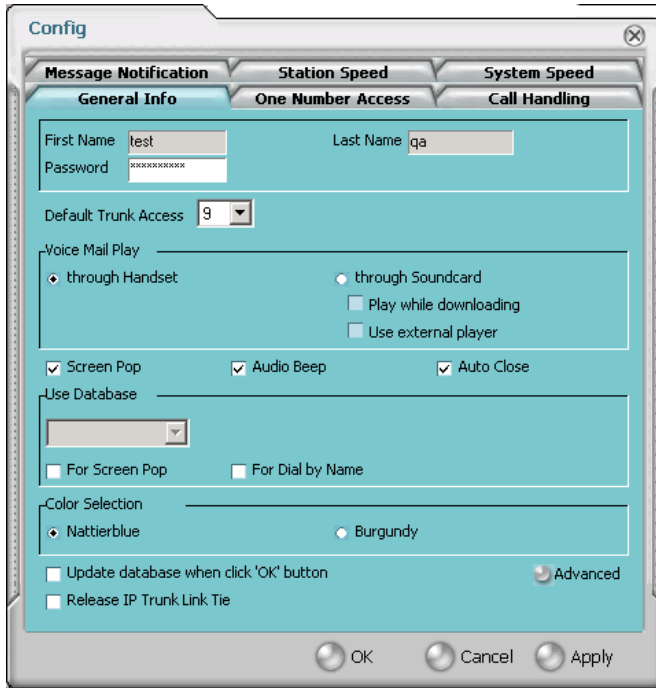 Config
Message Notification Station Speed System Speed
General Info One Number Access Call Handling
First Name test Last Name qa
Password **********
Default Trunk Access 9
Voice Mail Play
through Handset through Soundcard
Play while downloading
Use external player
Screen Pop Audio Beep Auto Close
Use Database
For Screen Pop For Dial by Name
Color Selection
Nattierblue Burgundy
Update database when click 'OK' button Advanced
Release IP Trunk Link Tie
OK Cancel Apply